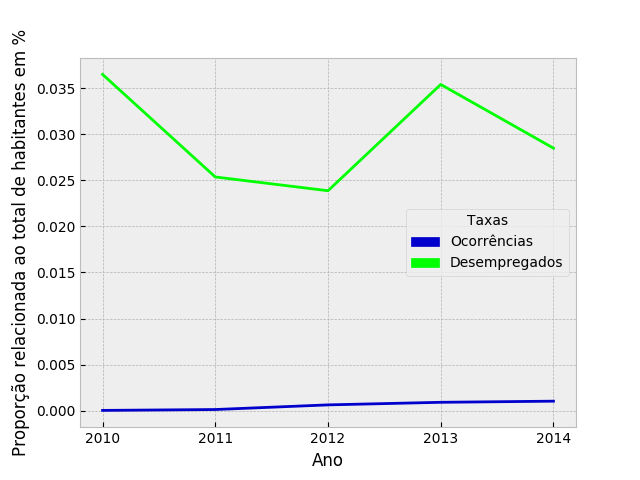 Proporção relacionada ao total de habitantes em %
0.035
0.030
0.025
0.020
0.015
0.010
0.005
0.000
Taxas
Ocorrências
Desempregados
2010 2011 2012 2013 2014
Ano